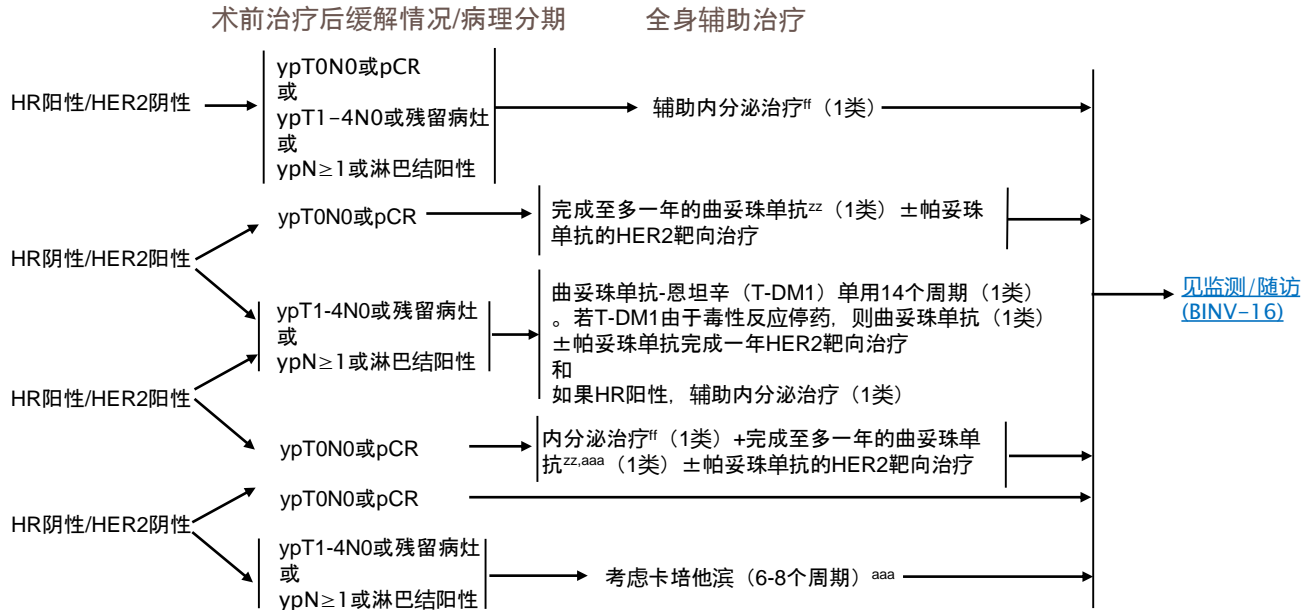 术前治疗后缓解情况/病理分期
全身辅助治疗
HR阳性/HER2阴性
ypT0N0或pCR
或
ypT1-4N0或残留病灶
或
ypN≥1或淋巴结阳性
辅助内分泌治疗ff（1类）
HR阴性/HER2阳性
ypT0N0或pCR
完成至多一年的曲妥珠单抗zz（1类）±帕妥珠
单抗的HER2靶向治疗
ypT1-4N0或残留病灶
或
ypN≥1或淋巴结阳性
曲妥珠单抗-恩坦辛（T-DM1）单用14个周期（1类）
。若T-DM1由于毒性反应停药，则曲妥珠单抗（1类）
±帕妥珠单抗完成一年HER2靶向治疗
和
如果HR阳性，辅助内分泌治疗（1类）
见监测/随访
(BINV-16)
HR阳性/HER2阳性
ypT0N0或pCR
内分泌治疗ff（1类）+完成至多一年的曲妥珠单
抗zz,aaa（1类）±帕妥珠单抗的HER2靶向治疗
HR阴性/HER2阴性
ypT0N0或pCR
ypT1-4N0或残留病灶
或
ypN≥1或淋巴结阳性
考虑卡培他滨（6-8个周期）aaa